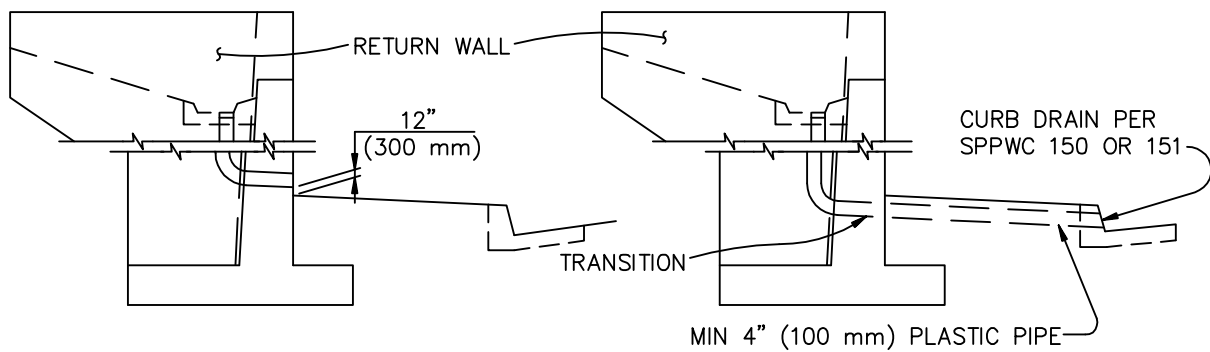 RETURN WALL
12"
(300 mm)
CURB DRAIN PER
SPPWC 150 OR 151
TRANSITION
MIN 4" (100 mm) PLASTIC PIPE